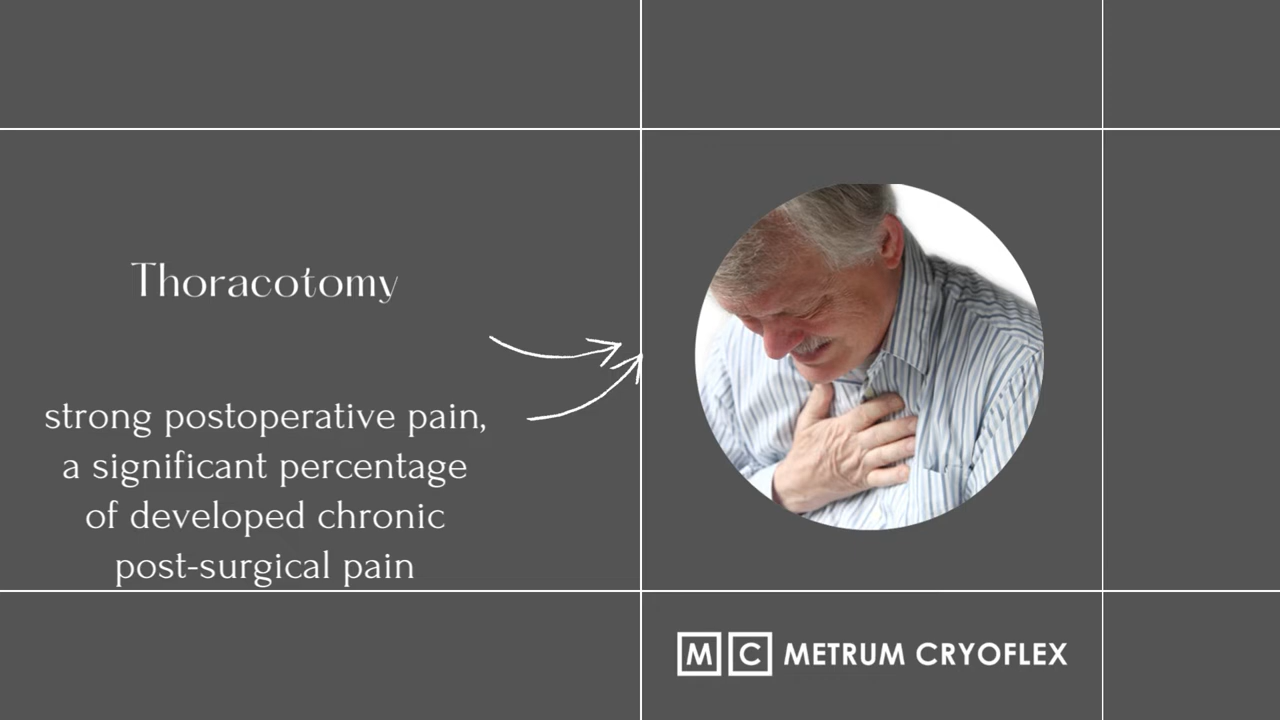 Thoracotomy
strong postoperative pain,
a significant percentage
of developed chronic
post-surgical pain
MC METRUM CRYOFLEX